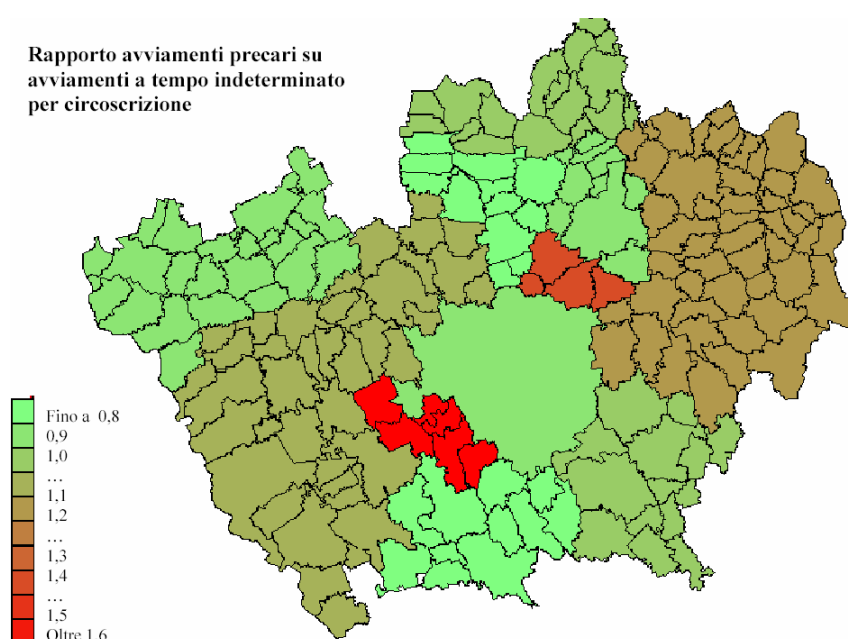 Rapporto avviamenti precari su
avviamenti a tempo indeterminato
per circoscrizione
Fino a 0,8
0,9
1,0
...
1,1
1,2
...
1,3
1,4
...
1,5
Oltre 1,6